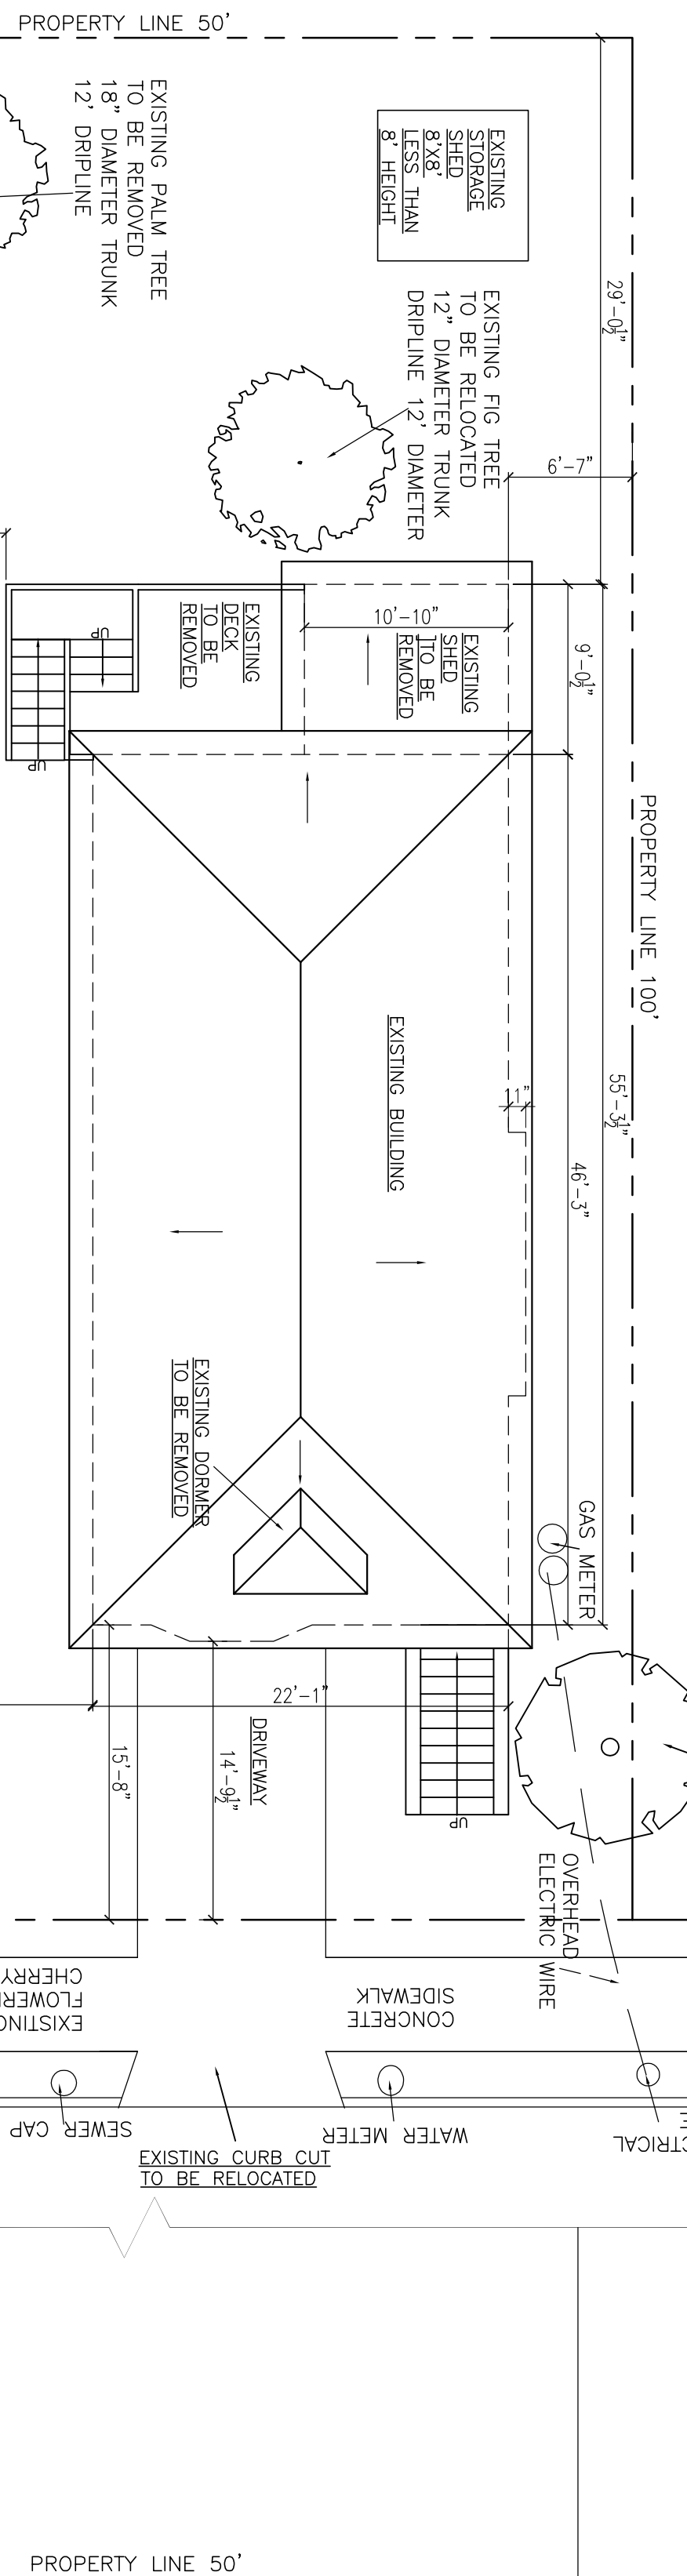 PROPERTY LINE 50'
EXISTING PALM TREE
TO BE REMOVED
18" DIAMETER TRUNK
12' DRIPLINE
EXISTING
STORAGE
SHED
8'X8'
LESS THAN
8' HEIGHT
29'-0½"
EXISTING FIG TREE
TO BE RELOCATED
12" DIAMETER TRUNK
DRIPLINE 12' DIAMETER
6'-7"
10'-10"
EXISTING
SHED
TO BE
REMOVED
EXISTING
DECK
TO BE
REMOVED
9'-0½"
UP
UP
PROPERTY LINE 100'
EXISTING BUILDING
11"
55'-3½"
46'-3"
EXISTING DORMER
TO BE REMOVED
GAS METER
22'-1"
DRIVEWAY
14'-9½"
15'-8"
UP
OVERHEAD
ELECTRIC WIRE
CONCRETE
SIDEWALK
EXISTING
FLOWERI
CHERRY
SEWER CAP
WATER METER
CTRICAL
E
EXISTING CURB CUT
TO BE RELOCATED
PROPERTY LINE 50'